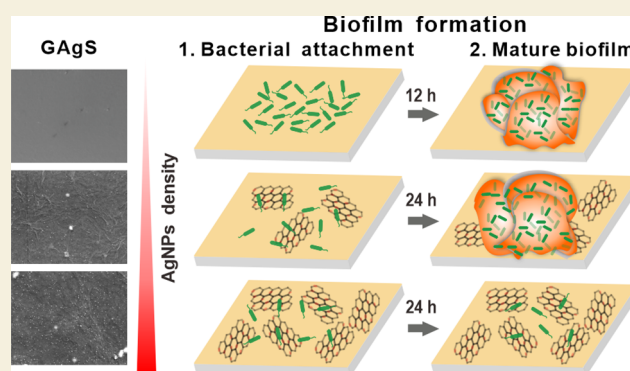 Biofilm formation
GAgS
1. Bacterial attachment
2. Mature biofilm
12 h
AgNPs density
24 h
24 h